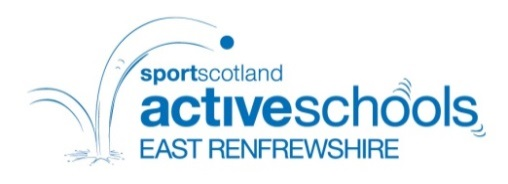 sportscotland
activeschools
EAST RENFREWSHIRE